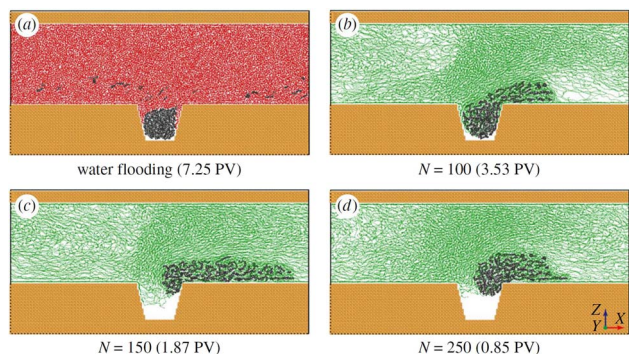 (a)
(b)
water flooding (7.25 PV)
N = 100 (3.53 PV)
(c)
(d)
Z
Y X
N = 150 (1.87 PV)
N = 250 (0.85 PV)